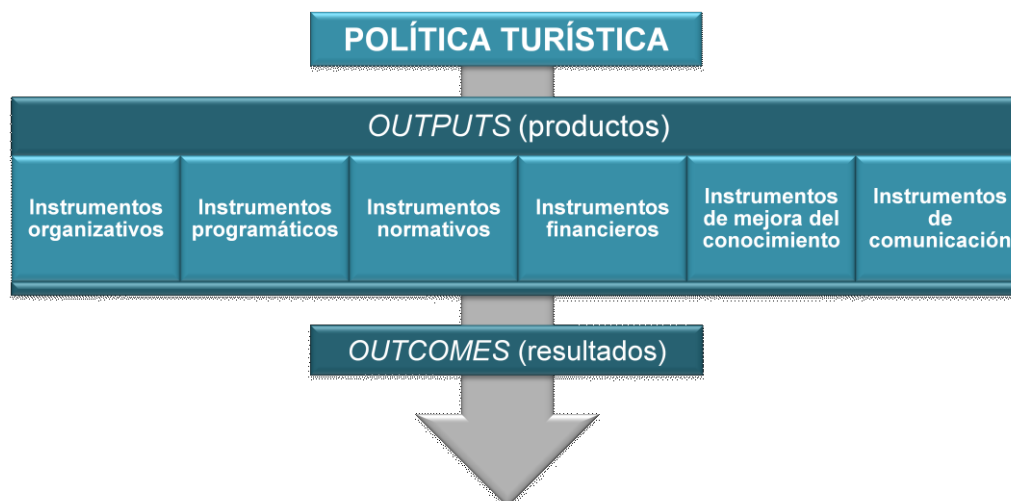 POLÍTICA TURÍSTICA
OUTPUTS (productos)
Instrumentos
organizativos
Instrumentos
programáticos
Instrumentos
normativos
Instrumentos
financieros
Instrumentos
de mejora del
conocimiento
Instrumentos
de
comunicación
OUTCOMES (resultados)